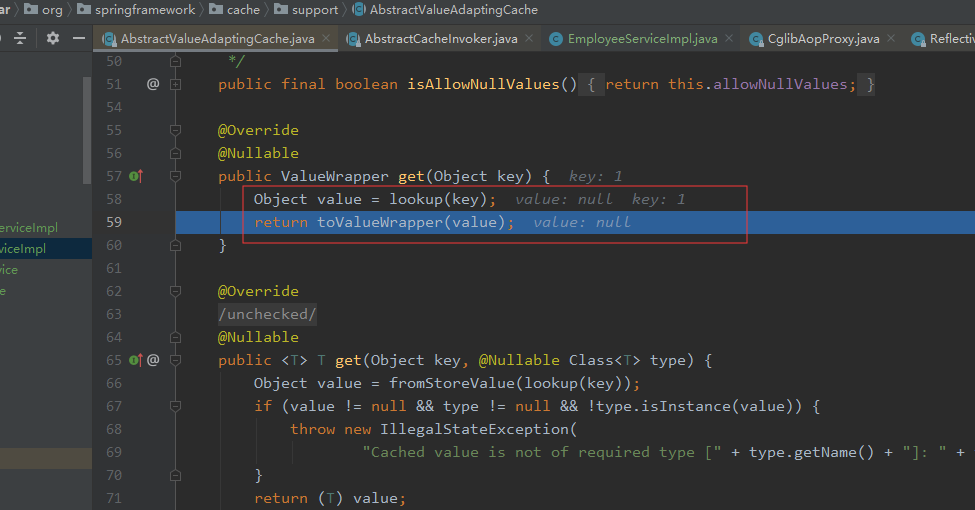 ar org springframework cache support AbstractValueAdaptingCache
AbstractValueAdaptingCache.java AbstractCacheInvoker.java EmployeeServiceImpl.java CglibAopProxy.java Reflectiv
50 */
51 @ public final boolean isAllowNullValues() { return this.allowNullValues; }
54
55 @Override
56 @Nullable
57 public ValueWrapper get(Object key) { key: 1
58 Object value = lookup(key); value: null key: 1
59 return toValueWrapper(value); value: null
60 }
61
62 @Override
63 /unchecked/
64 @Nullable
65 @ public <T> T get(Object key, @Nullable Class<T> type) {
66 Object value = fromStoreValue(lookup(key));
67 if (value != null && type != null && !type.isInstance(value)) {
68 throw new IllegalStateException(
69 "Cached value is not of required type [" + type.getName() + "]: " +
70 }
71 return (T) value;
erviceImpl
viceImpl
vice
e